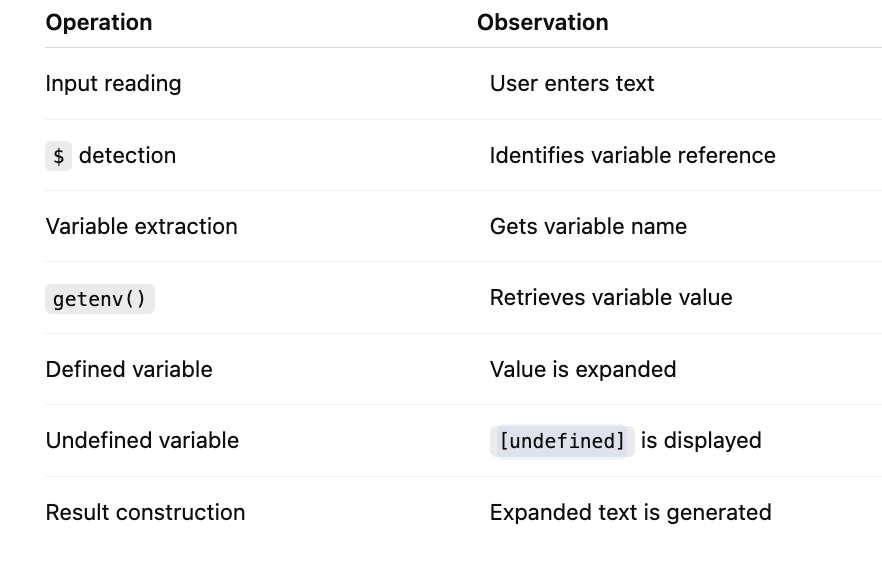 Operation Observation
Input reading User enters text
$ detection Identifies variable reference
Variable extraction Gets variable name
getenv() Retrieves variable value
Defined variable Value is expanded
Undefined variable [undefined] is displayed
Result construction Expanded text is generated